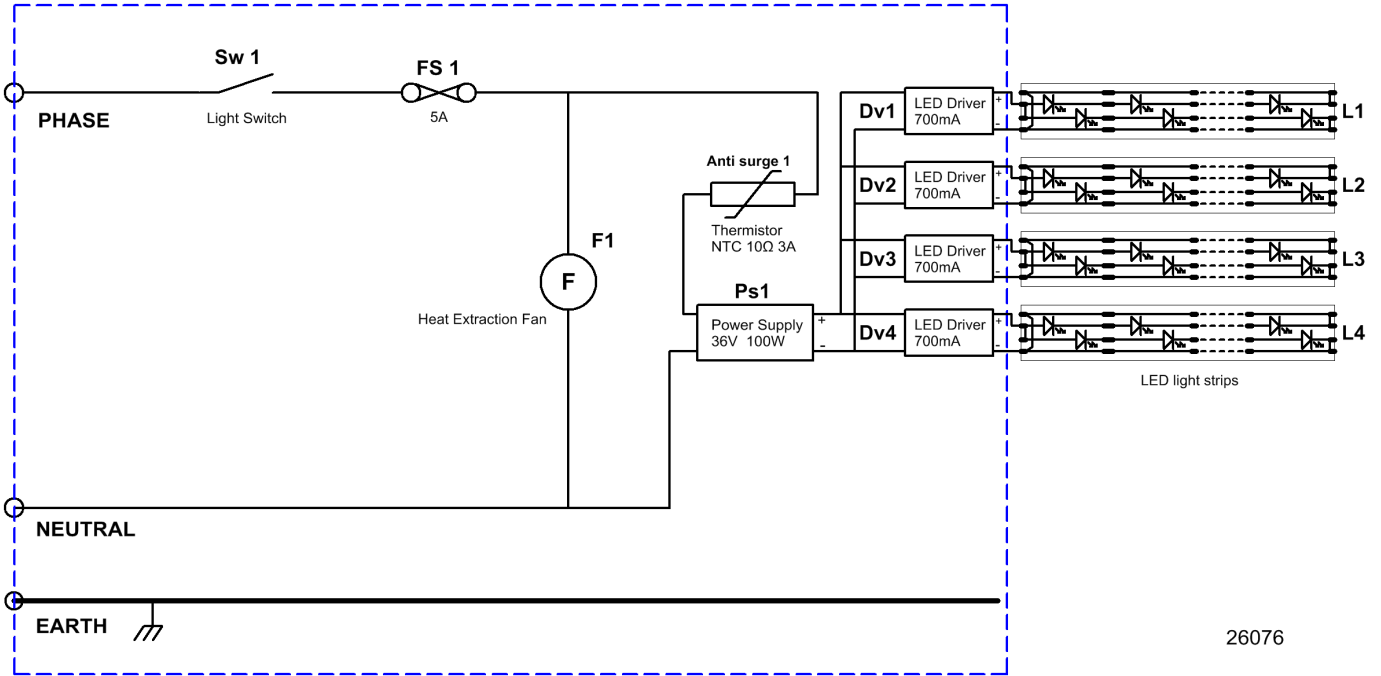 Sw 1
Light Switch
FS 1
5A
PHASE
Anti surge 1
Thermistor
NTC 10Ω 3A
F1
F
Heat Extraction Fan
Ps1
Power Supply
36V 100W
+
-
Dv1
LED Driver
700mA
+
-
L1
Dv2
LED Driver
700mA
+
-
L2
Dv3
LED Driver
700mA
+
-
L3
Dv4
LED Driver
700mA
+
-
L4
LED light strips
NEUTRAL
EARTH
26076